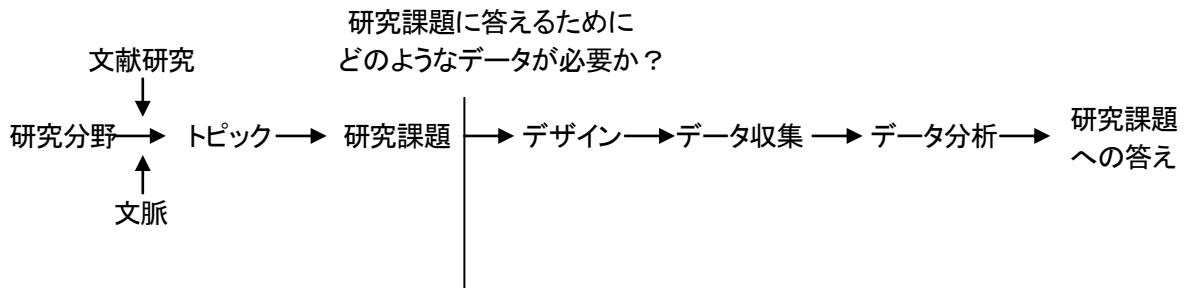 研究課題に答えるために
どのようなデータが必要か？
文献研究
研究分野 トピック 研究課題 デザイン データ収集 データ分析 研究課題
への答え
文脈